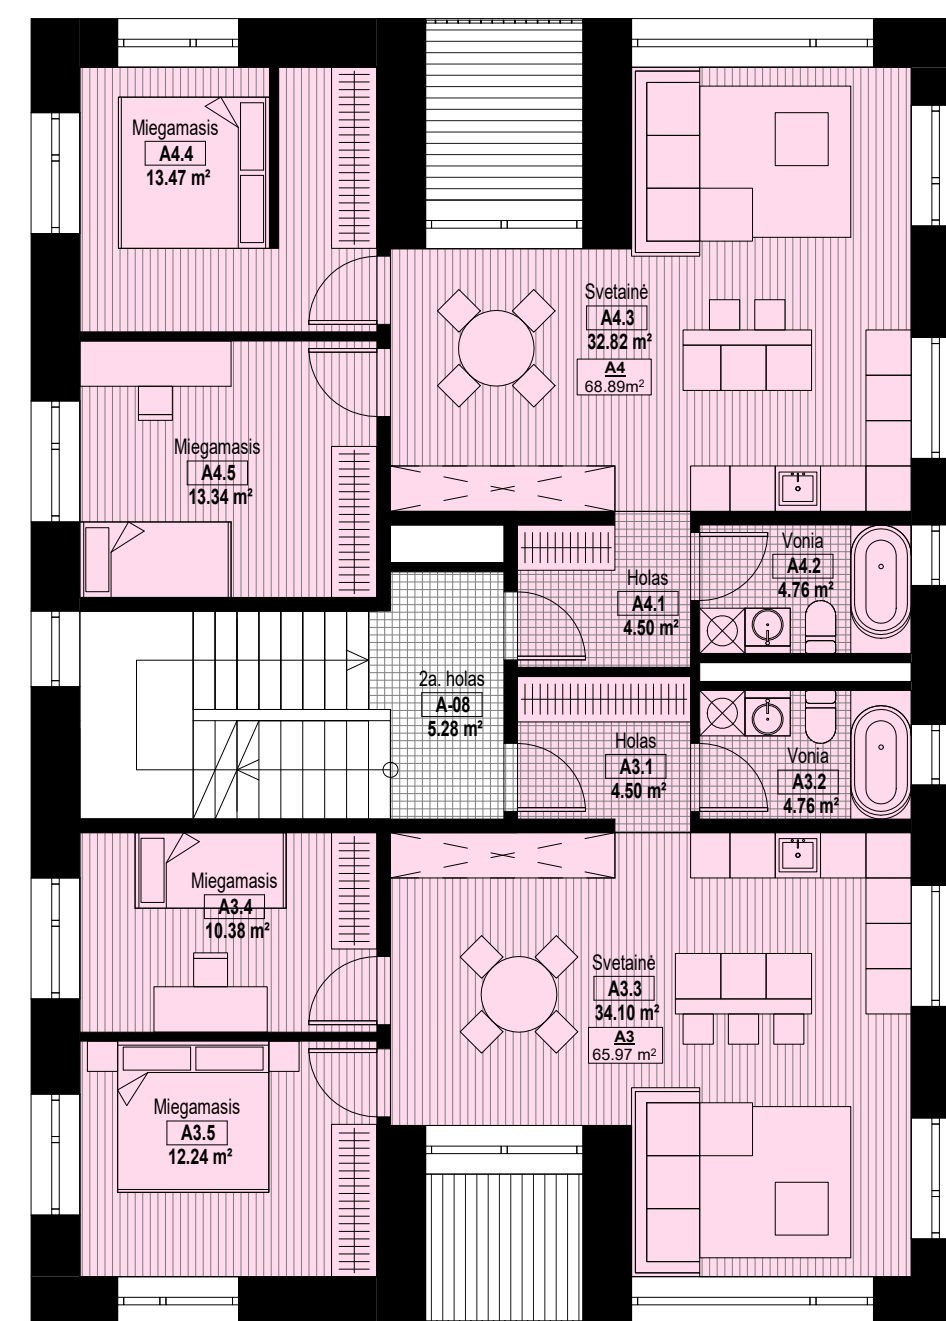 Miegamasis
A4.4
13.47 m²
Svetainė
A4.3
32.82 m²
A4
68.89m²
Miegamasis
A4.5
13.34 m²
Vonia
A4.2
4.76 m²
Holas
A4.1
4.50 m²
2a. holas
A-08
5.28 m²
Holas
A3.1
4.50 m²
Vonia
A3.2
4.76 m²
Miegamasis
A3.4
10.38 m²
Svetainė
A3.3
34.10 m²
A3
65.97 m²
Miegamasis
A3.5
12.24 m²